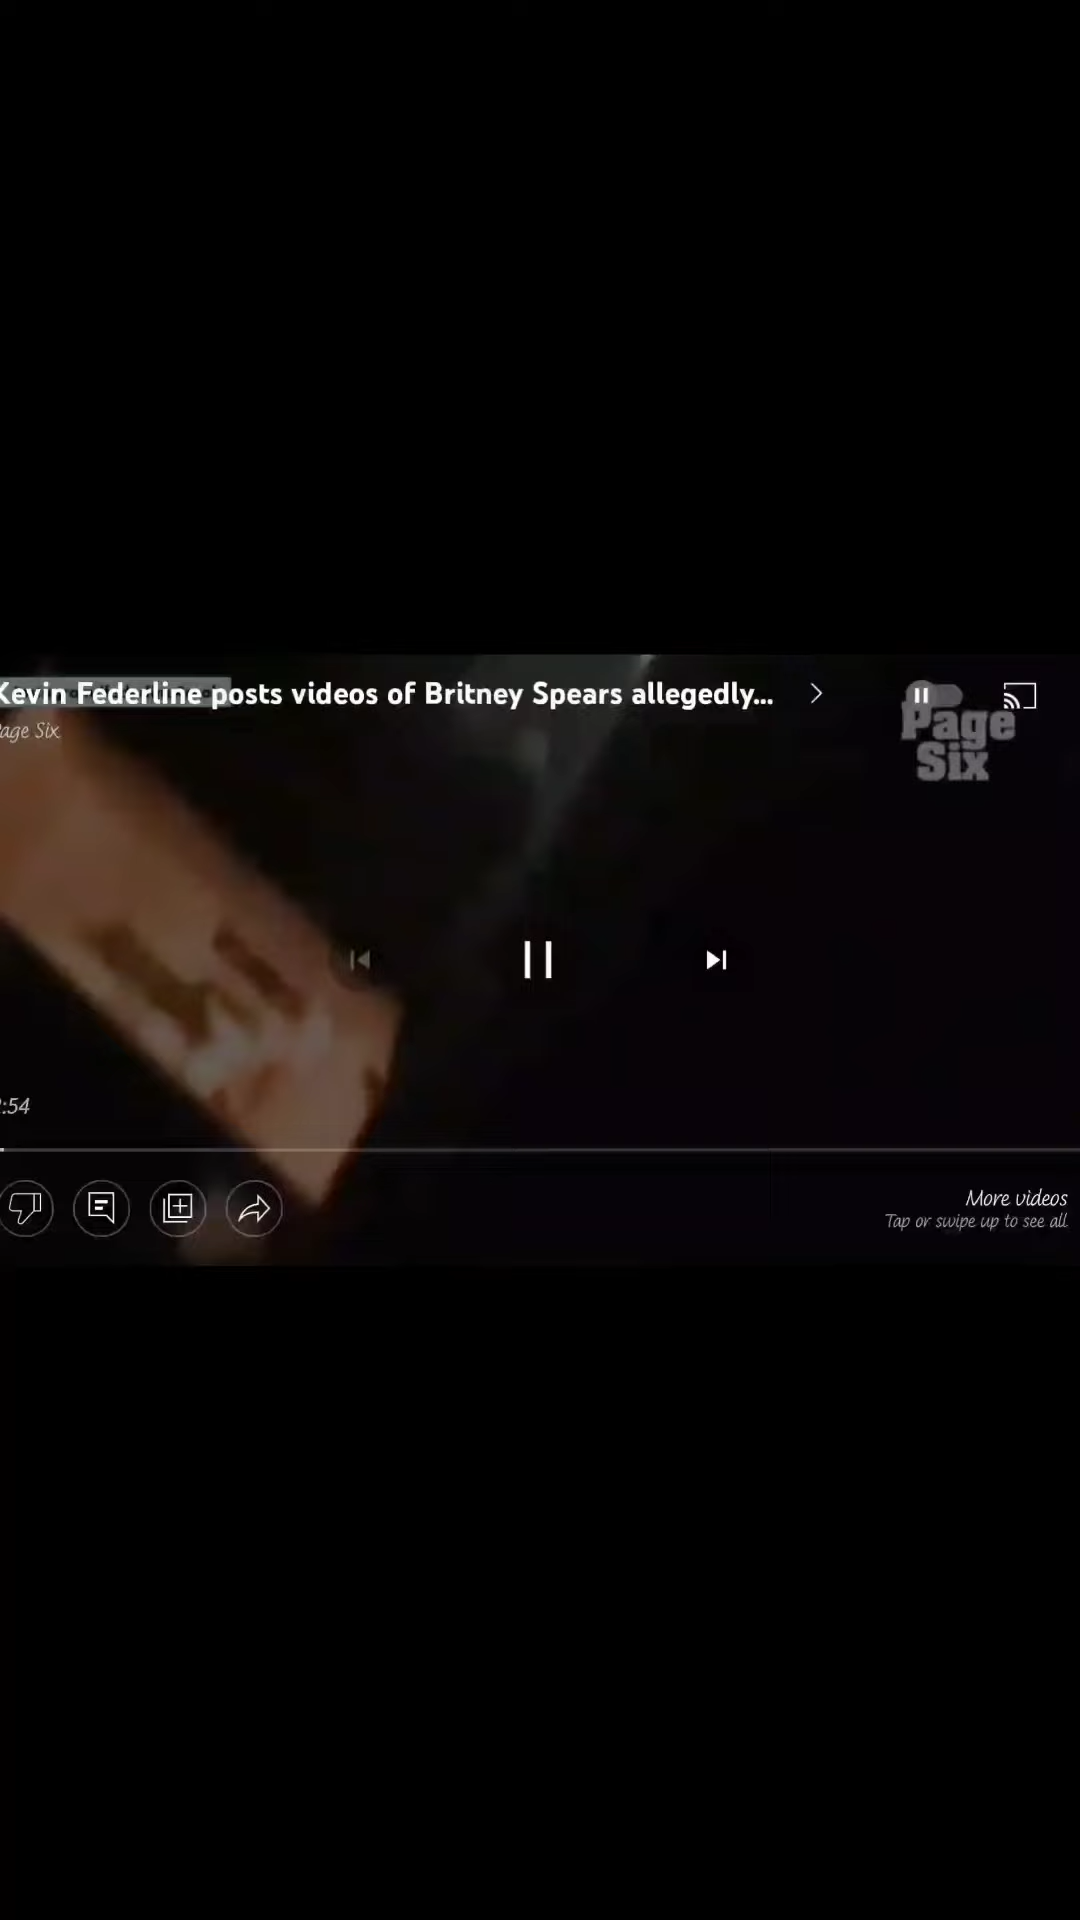 Kevin Federline posts videos of Britney Spears allegedly...
Page Six
Page
Six
:54
More videos
Tap or swipe up to see all